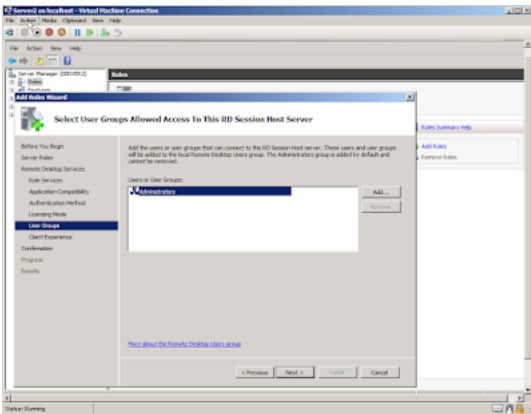 Server2 on localhost - Virtual Machine Connection
File Action Media Clipboard View Help
File Action View Help
Server Manager (SERVER2)
Roles
Features
Roles
Add Roles Wizard
Select User Groups Allowed Access To This RD Session Host Server
Roles Summary Help
Add Roles
Remove Roles
Before You Begin
Server Roles
Remote Desktop Services
Role Services
Application Compatibility
Authentication Method
Licensing Mode
User Groups
Client Experience
Confirmation
Progress
Results
Add the users or user groups that can connect to this RD Session Host server. These users and user groups
will be added to the local Remote Desktop Users group. The Administrators group is added by default and
cannot be removed.
Users or User Groups:
Administrators
Add...
Remove
More about the Remote Desktop Users group
< Previous
Next >
Install
Cancel
Status: Running